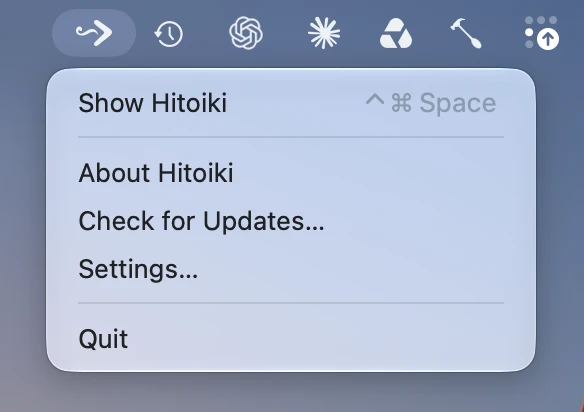 Show Hitoiki ^⌘ Space
About Hitoiki
Check for Updates...
Settings...
Quit